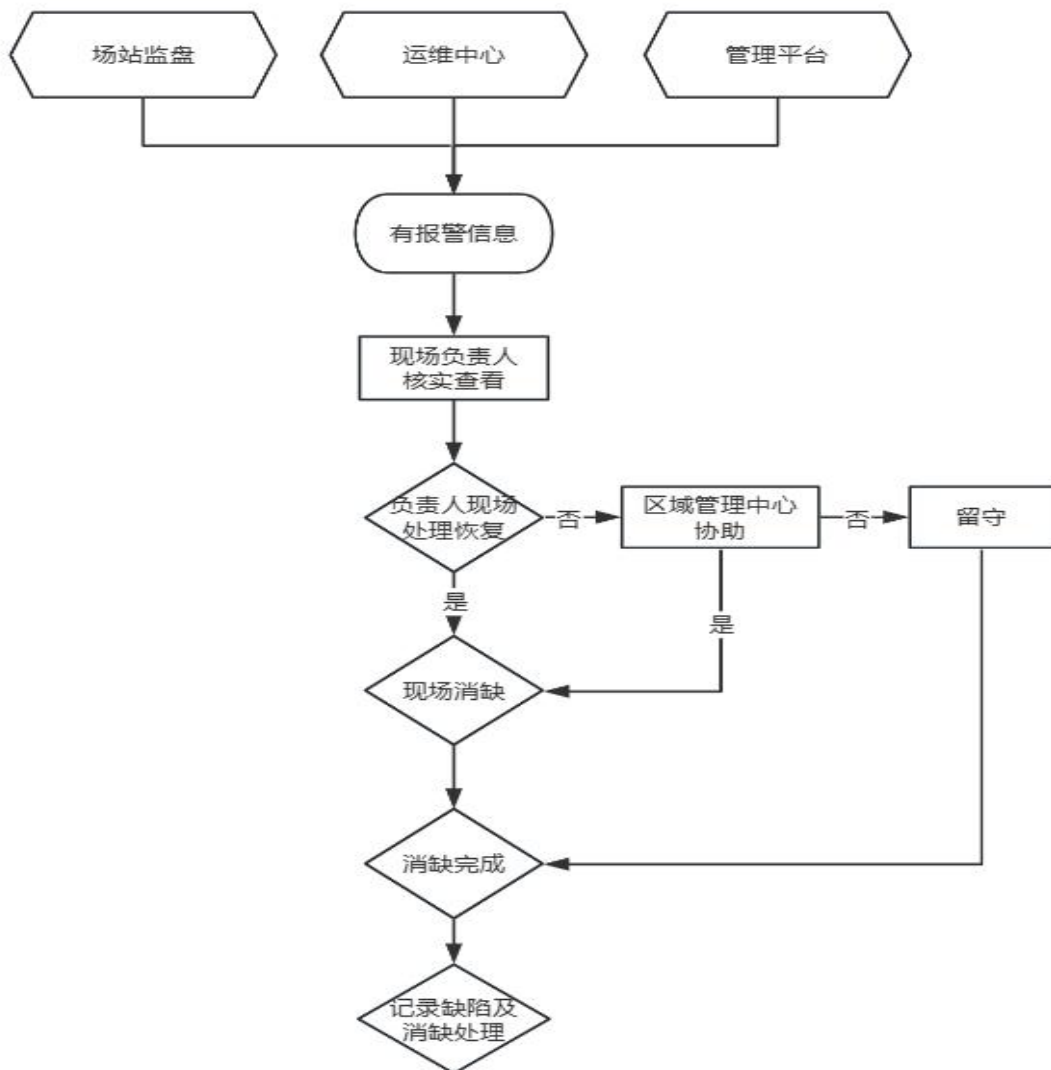 场站监盘
运维中心
管理平台
有报警信息
现场负责人
核实查看
负责人现场
处理恢复
否
区域管理中心
协助
否
留守
是
是
现场消缺
消缺完成
记录缺陷及
消缺处理